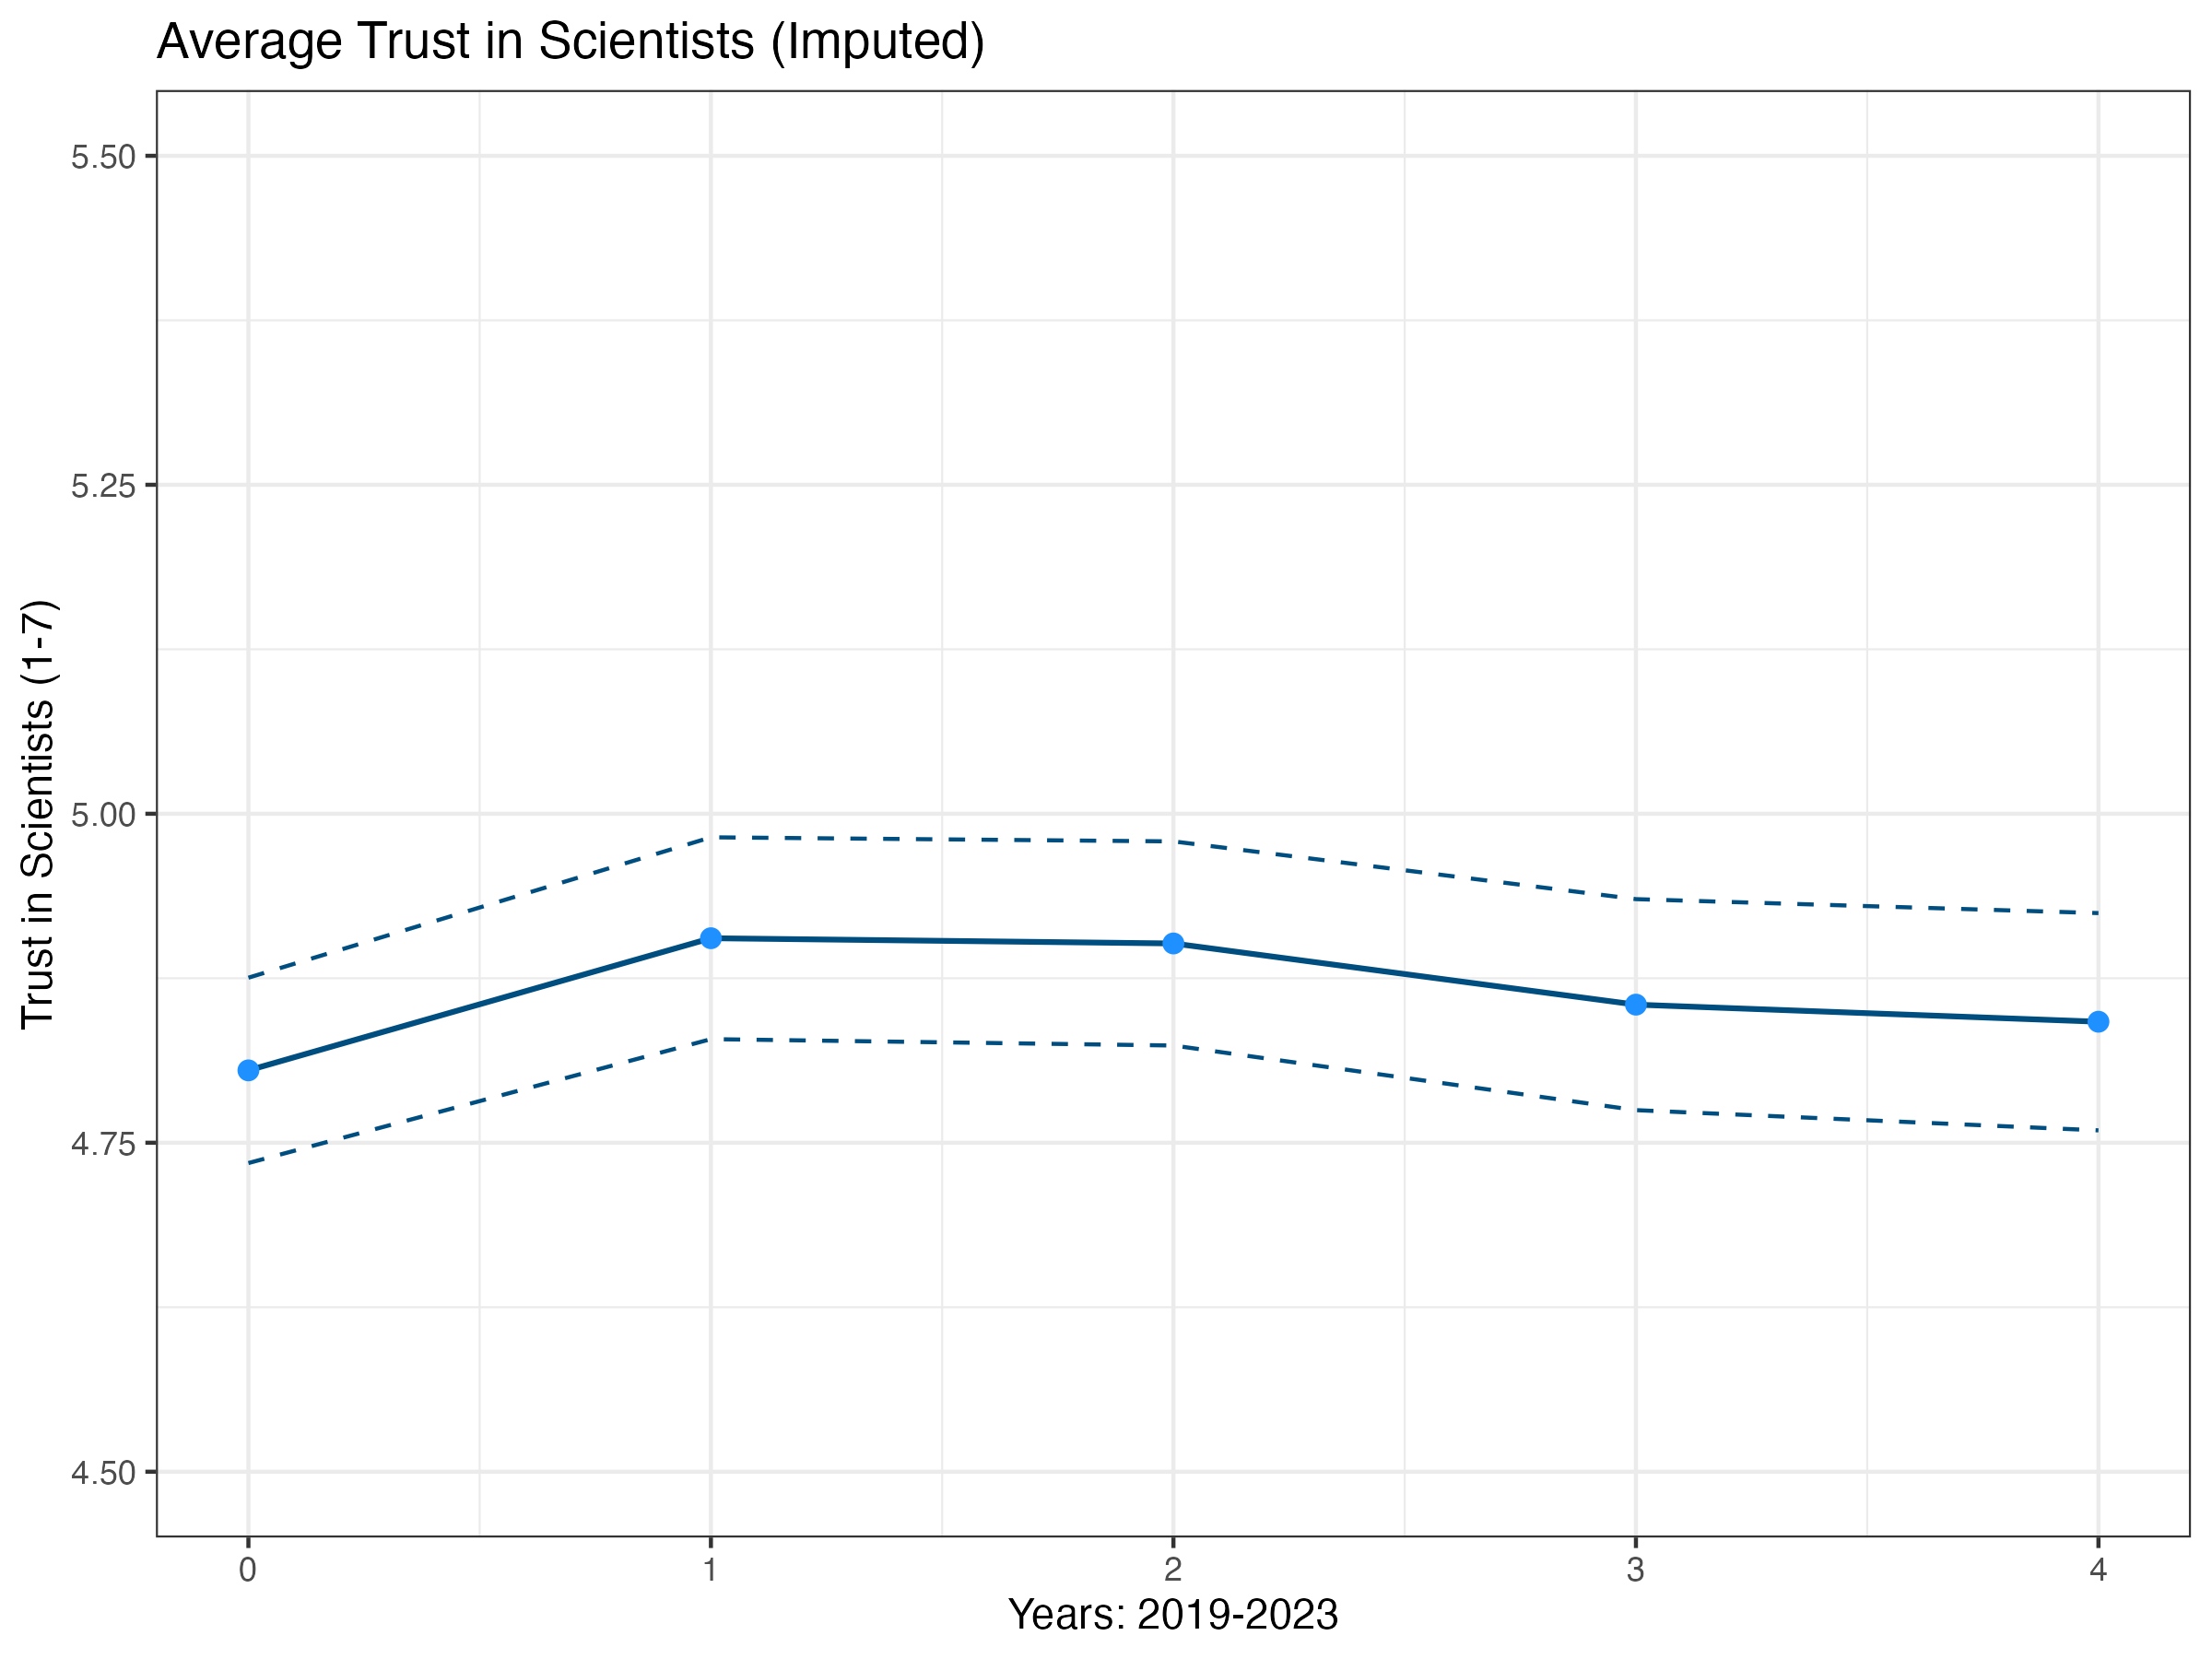 Average Trust in Scientists (Imputed)
Trust in Scientists (1-7)
5.50
5.25
5.00
4.75
4.50
0 1 2 3 4
Years: 2019-2023